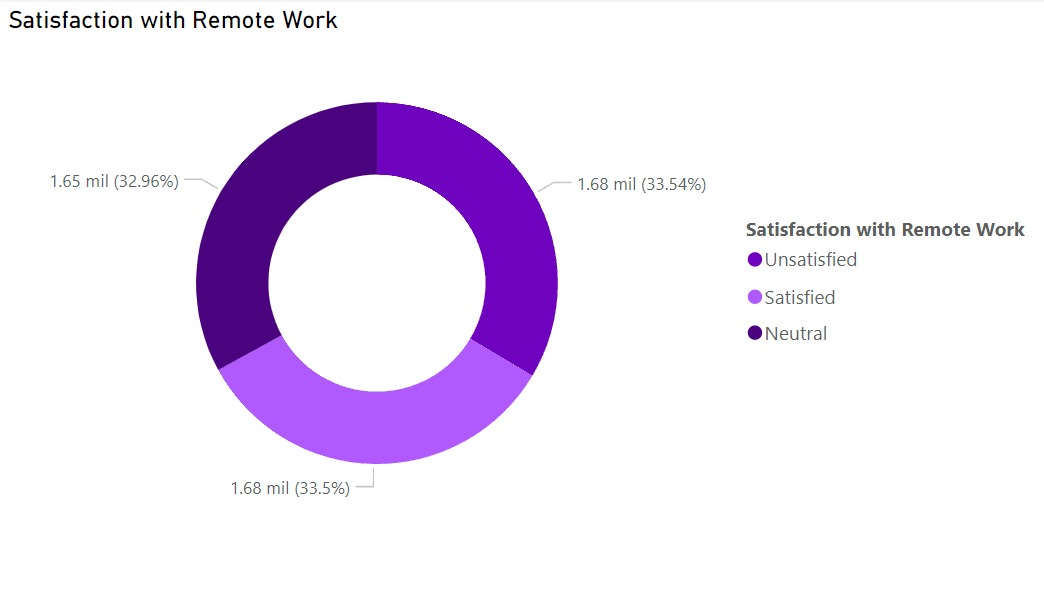 Satisfaction with Remote Work
1.65 mil (32.96%)
1.68 mil (33.54%)
1.68 mil (33.5%)
Satisfaction with Remote Work
Unsatisfied
Satisfied
Neutral